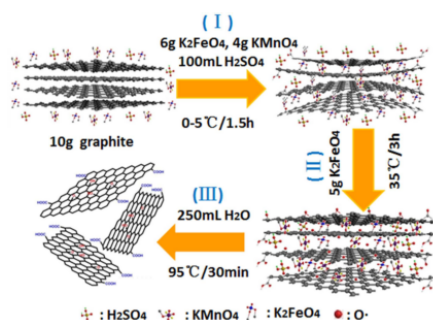 (I)
6g K2FeO4, 4g KMnO4
100mL H2SO4
0-5℃/1.5h
10g graphite
(II)
5g K2FeO4
35℃/3h
(III)
250mL H2O
95℃/30min
: H2SO4 : KMnO4 : K2FeO4 : O·